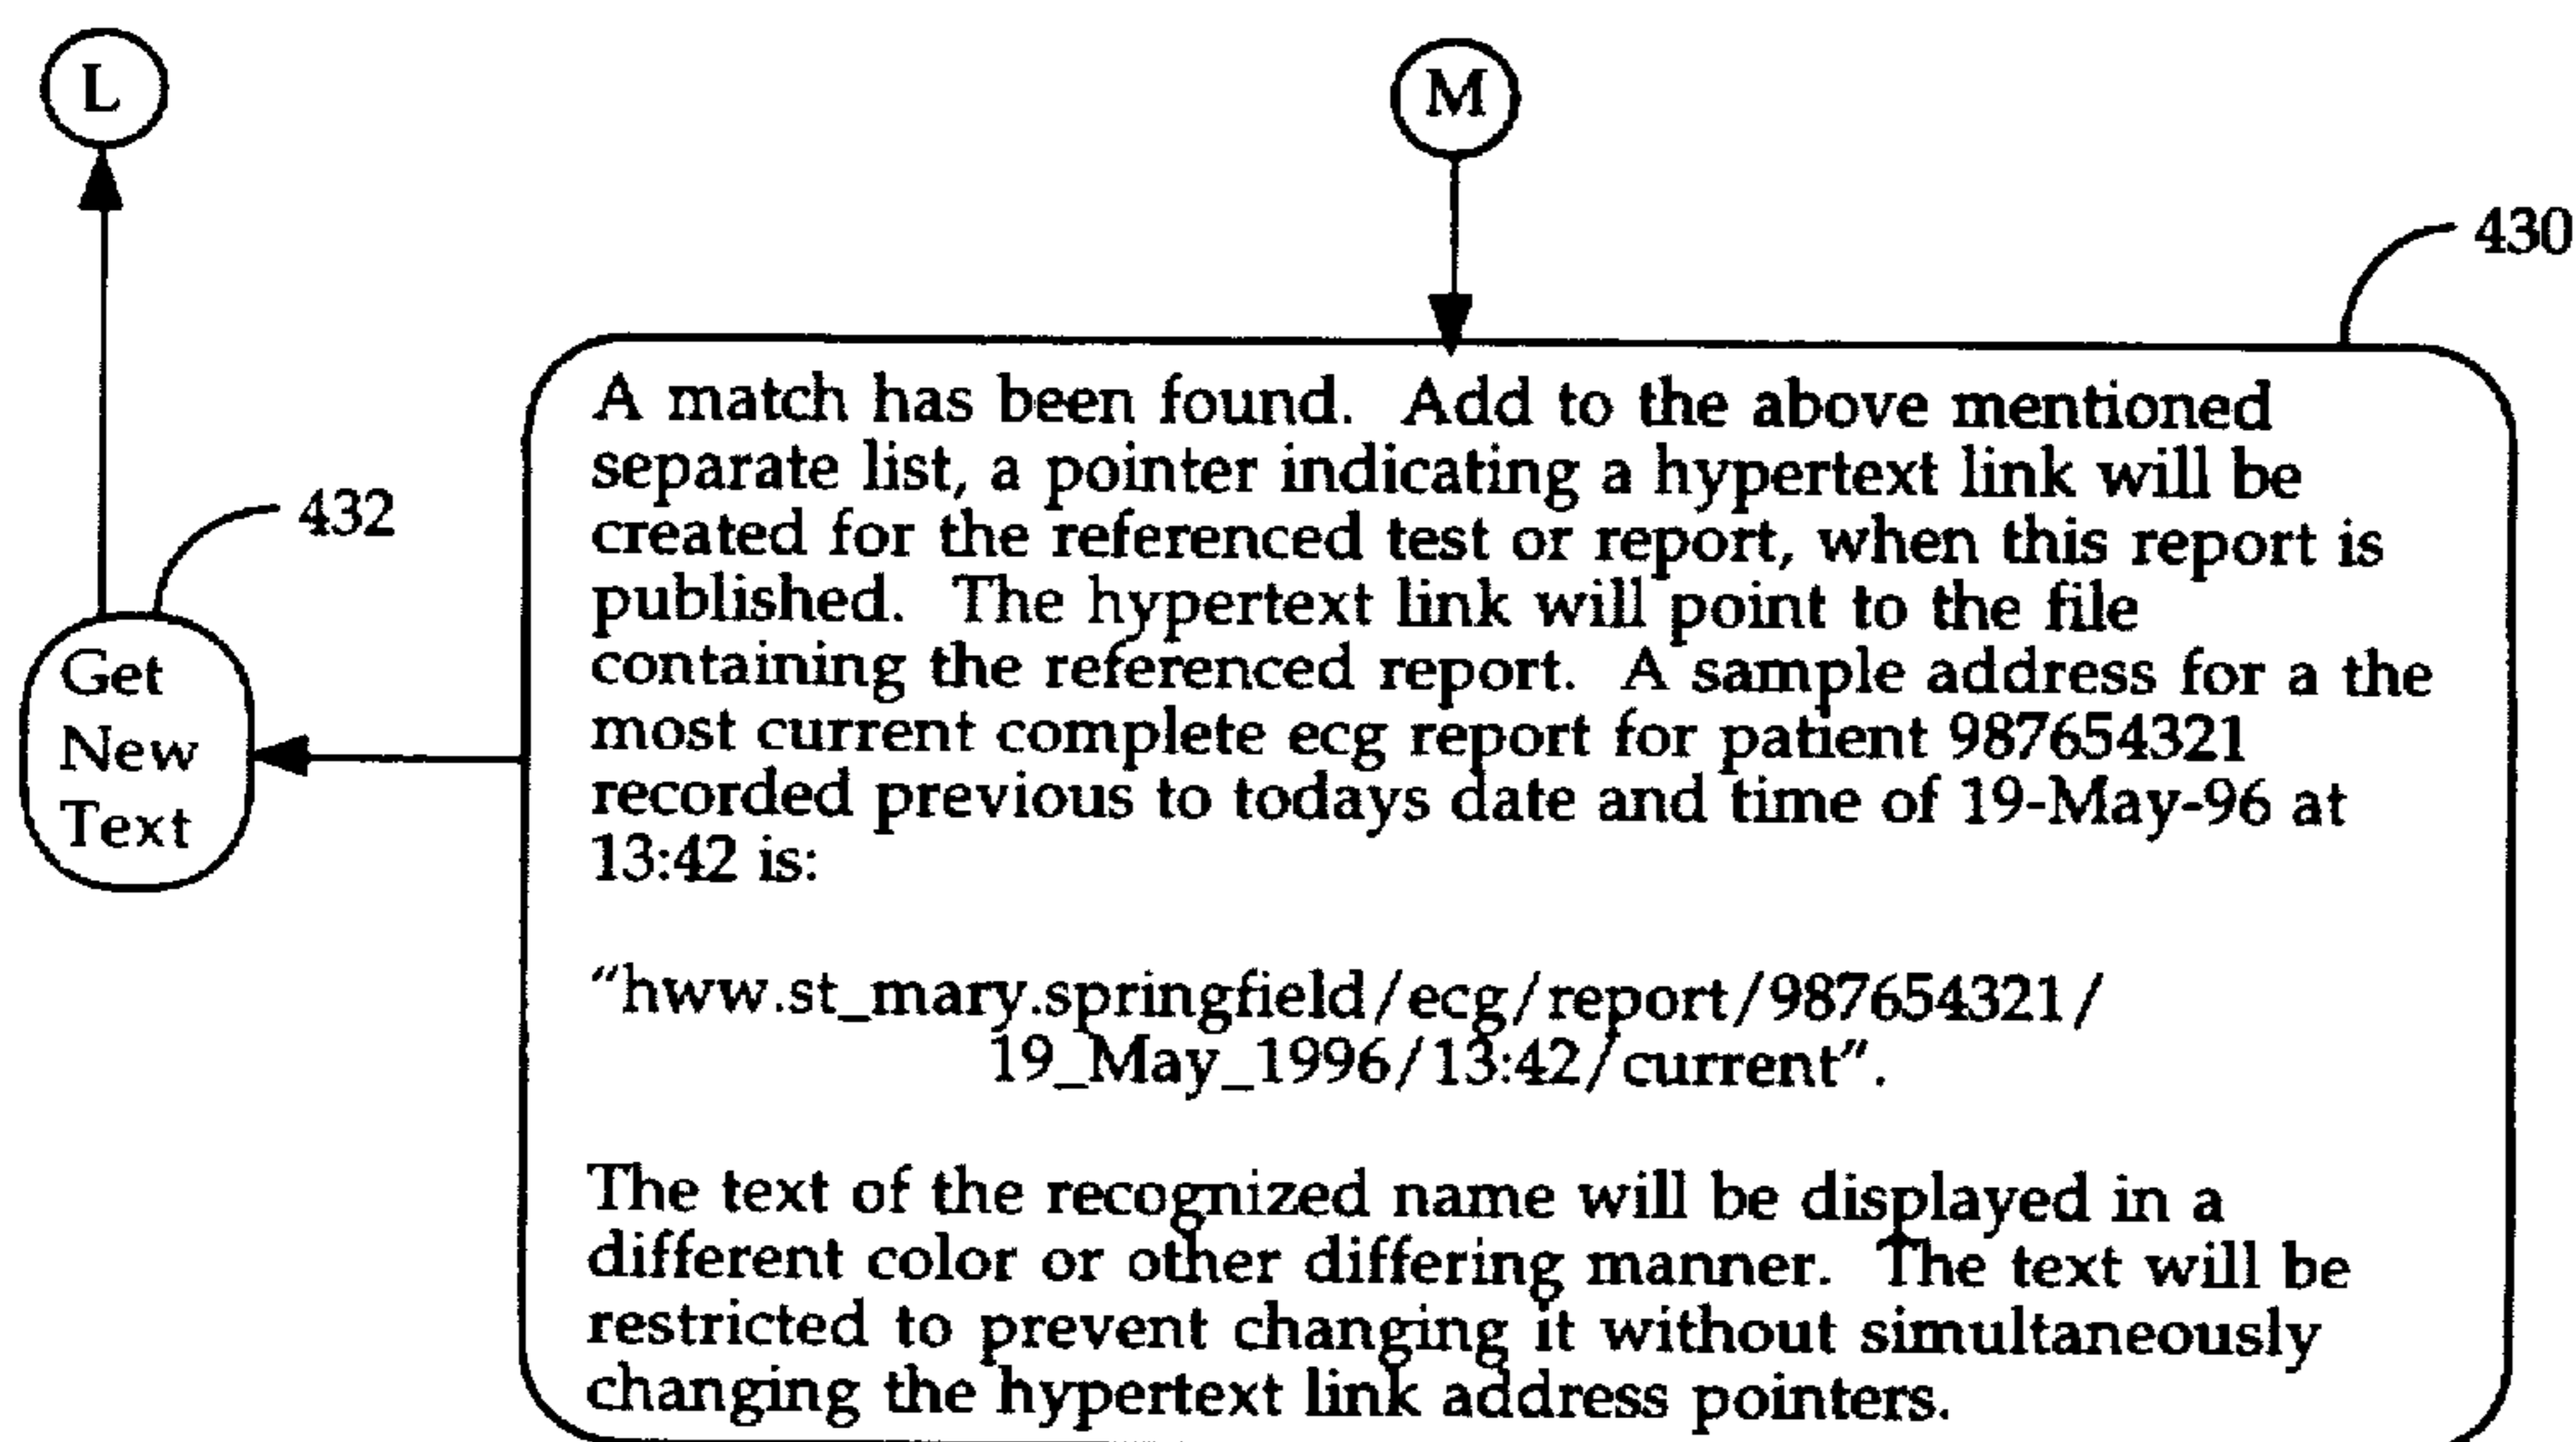 L
M
430
A match has been found.  Add to the above mentioned
separate list, a pointer indicating a hypertext link will be
created for the referenced test or report, when this report is
published.  The hypertext link will point to the file
containing the referenced report.  A sample address for a the
most current complete ecg report for patient 987654321
recorded previous to todays date and time of 19-May-96 at
13:42 is:
"hww.st_mary.springfield/ecg/report/987654321/
19_May_1996/13:42/current".
The text of the recognized name will be displayed in a
different color or other differing manner.  The text will be
restricted to prevent changing it without simultaneously
changing the hypertext link address pointers.
432
Get
New
Text